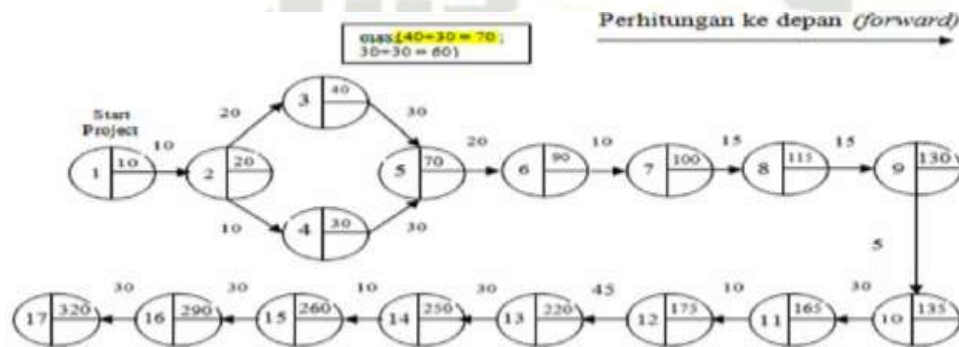 Perhitungan ke depan (forward)
max{40+30 = 70;
30+30 = 60}
Start
Project
3 40
20 30
10 20 10 15 15
1 10 2 20 5 70 6 90 7 100 8 115 9 130
10 30
4 30
5
30 30 10 30 45 10 30
17 320 16 290 15 260 14 250 13 220 12 175 11 165 10 135